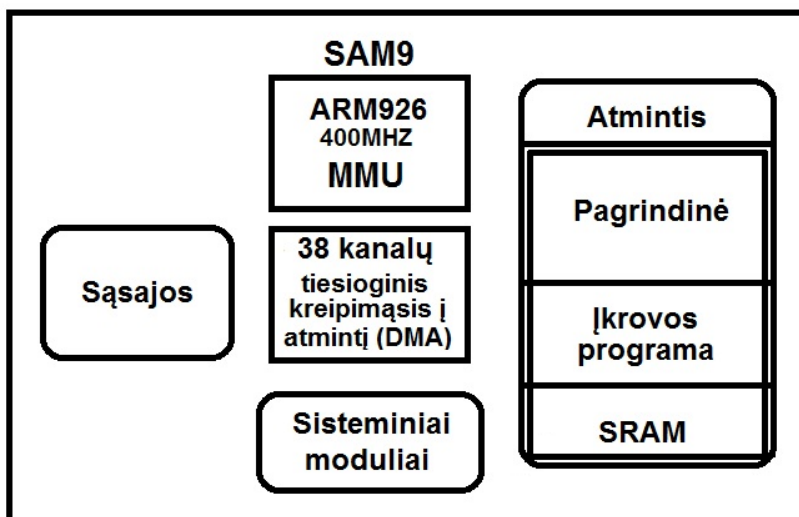 SAM9
ARM926
400MHZ
MMU
38 kanalų
tiesioginis
kreipimąsis į
atmintį (DMA)
Sąsajos
Sisteminiai
moduliai
Atmintis
Pagrindinė
Įkrovos
programa
SRAM